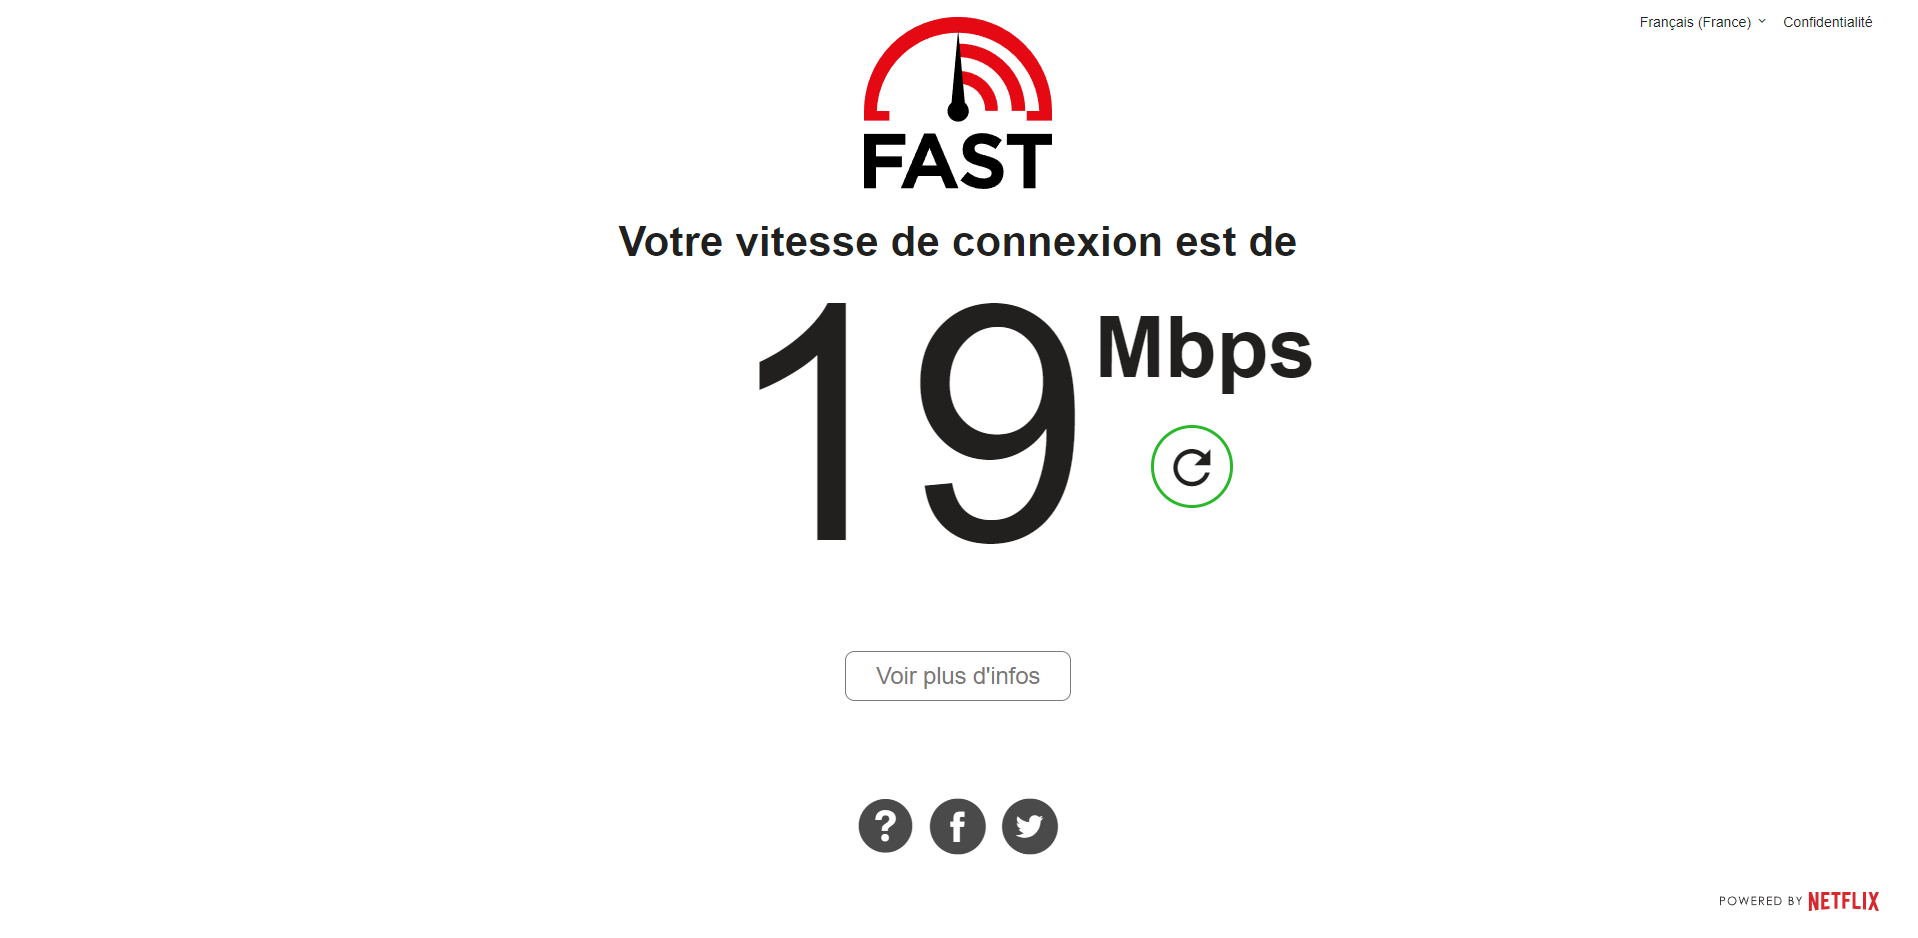 Français (France) Confidentialité
FAST
Votre vitesse de connexion est de
19 Mbps
Voir plus d'infos
POWERED BY NETFLIX